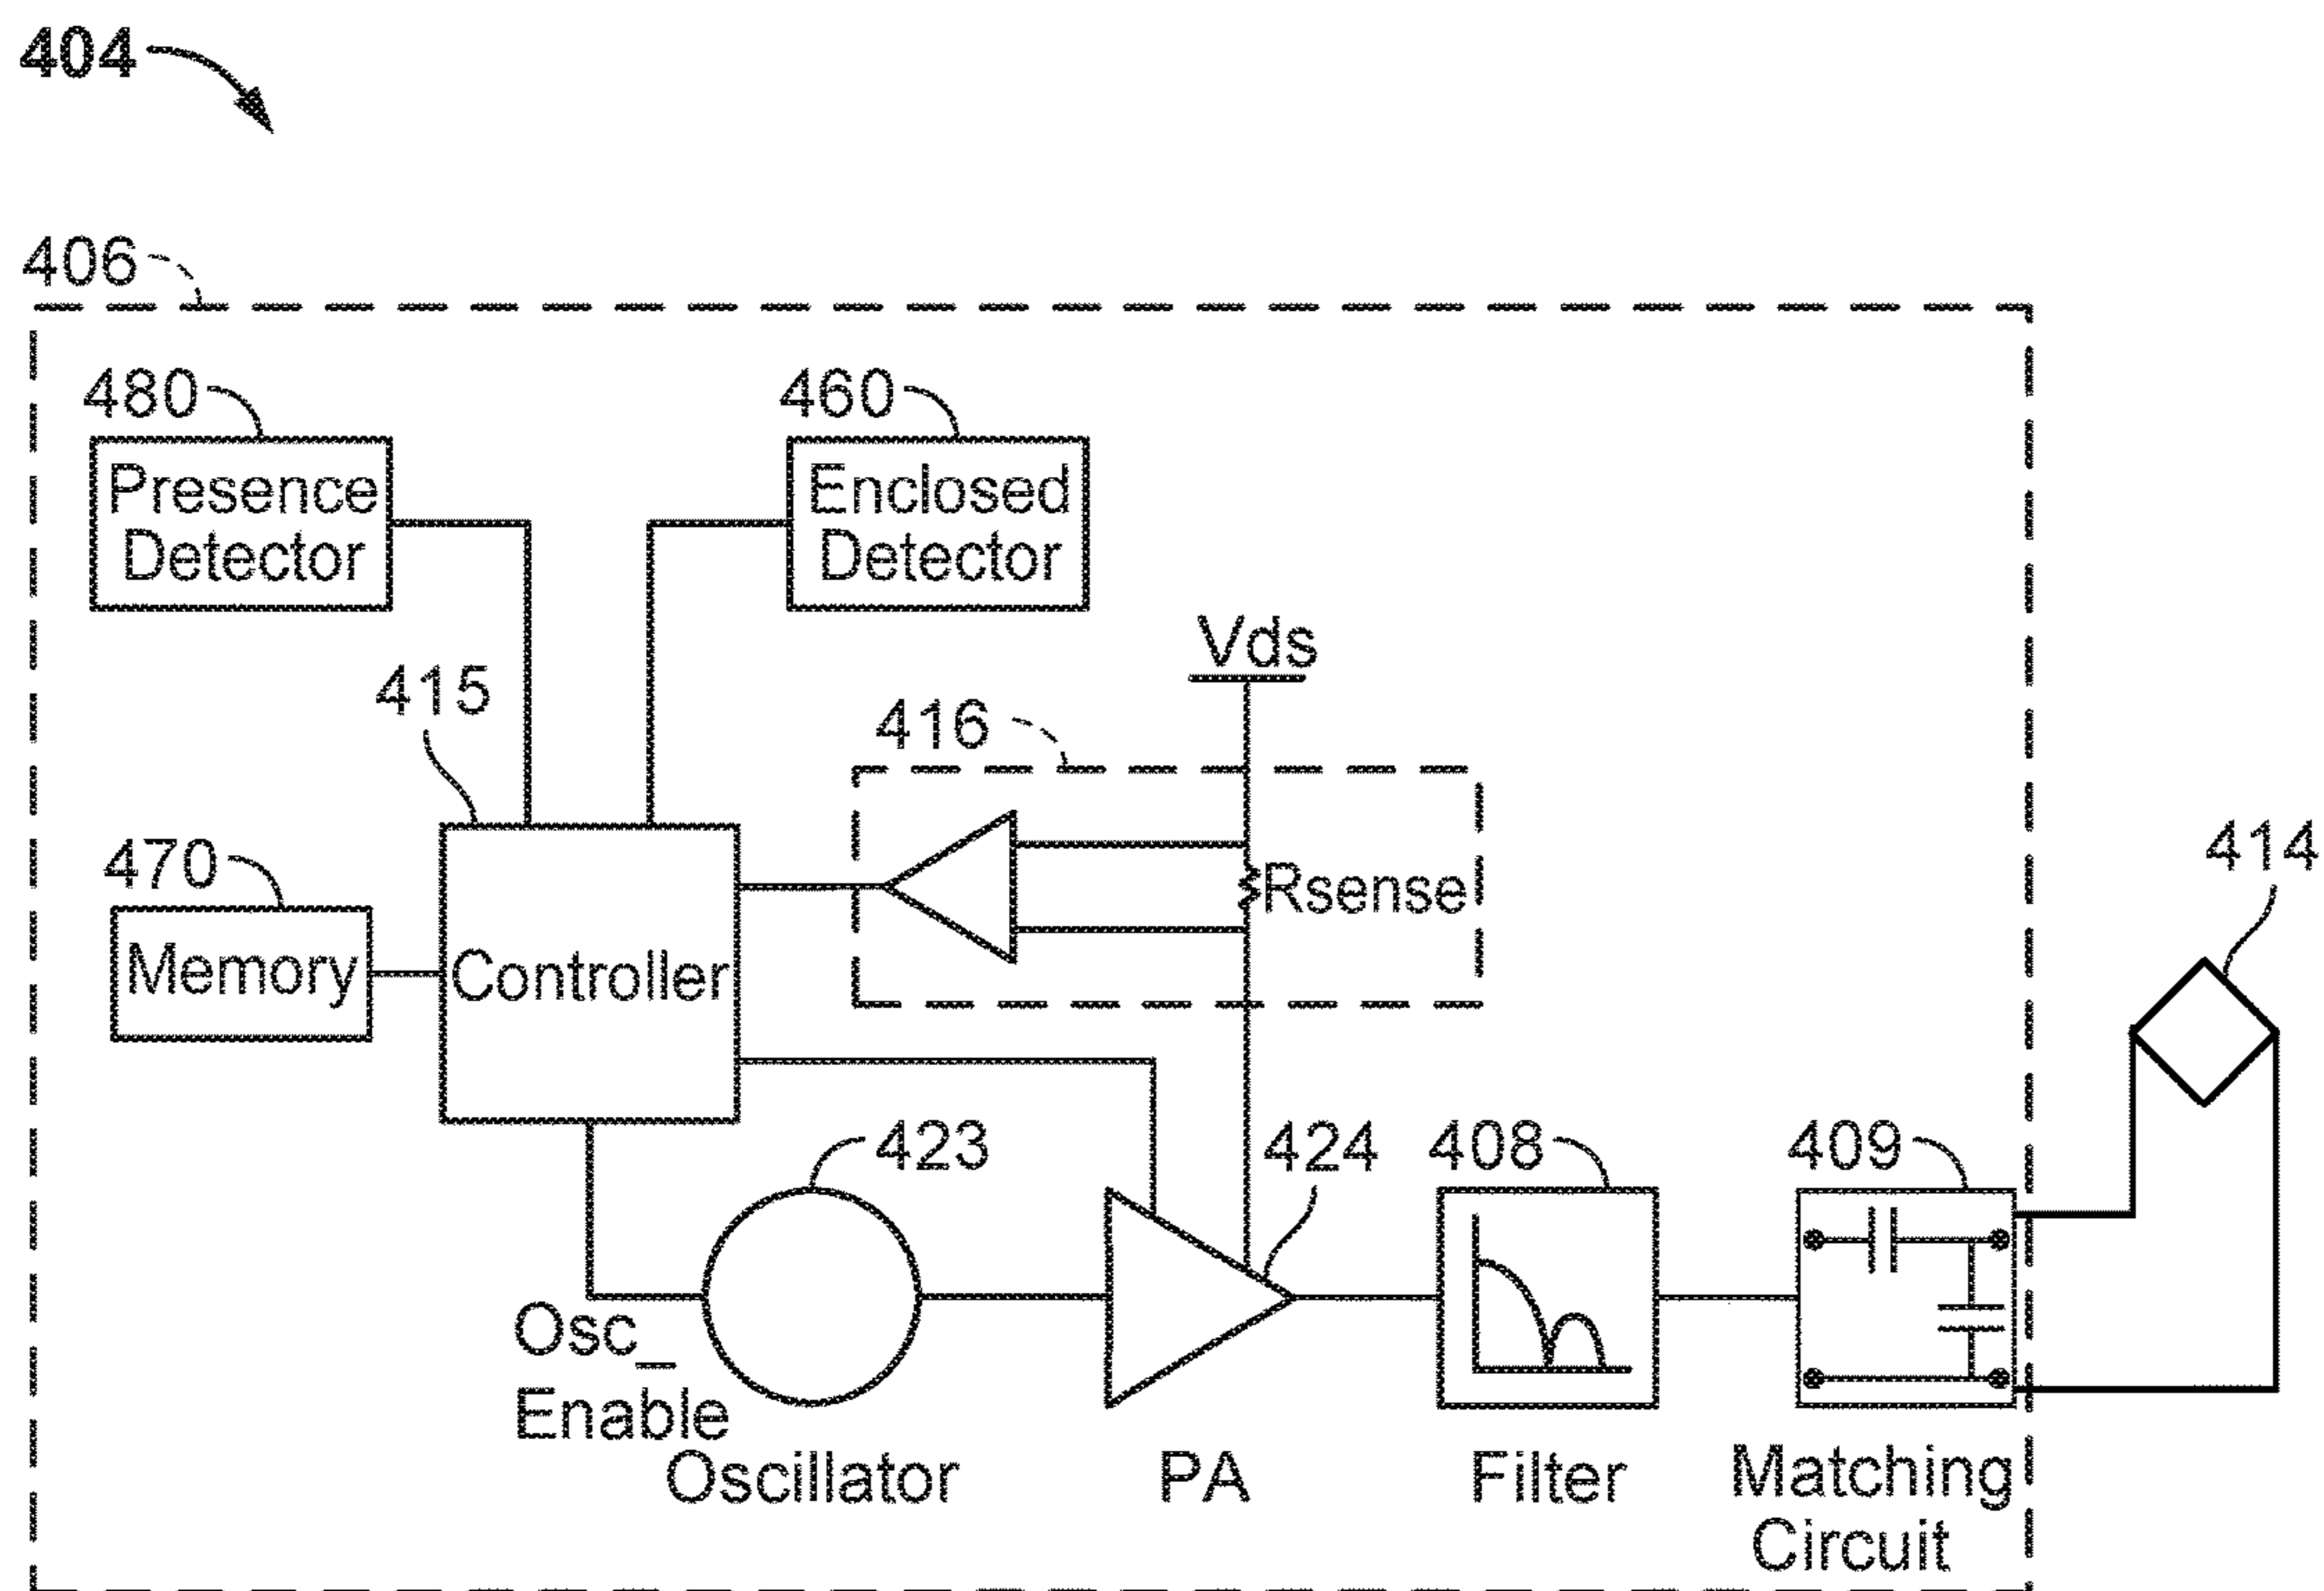 404
406
480
460
Presence
Detector
Enclosed
Detector
Vds
415
416
414
470
Rsense
Memory
Controller
423
424
408
409
Osc_
Enable
Oscillator
PA
Filter
Matching
Circuit